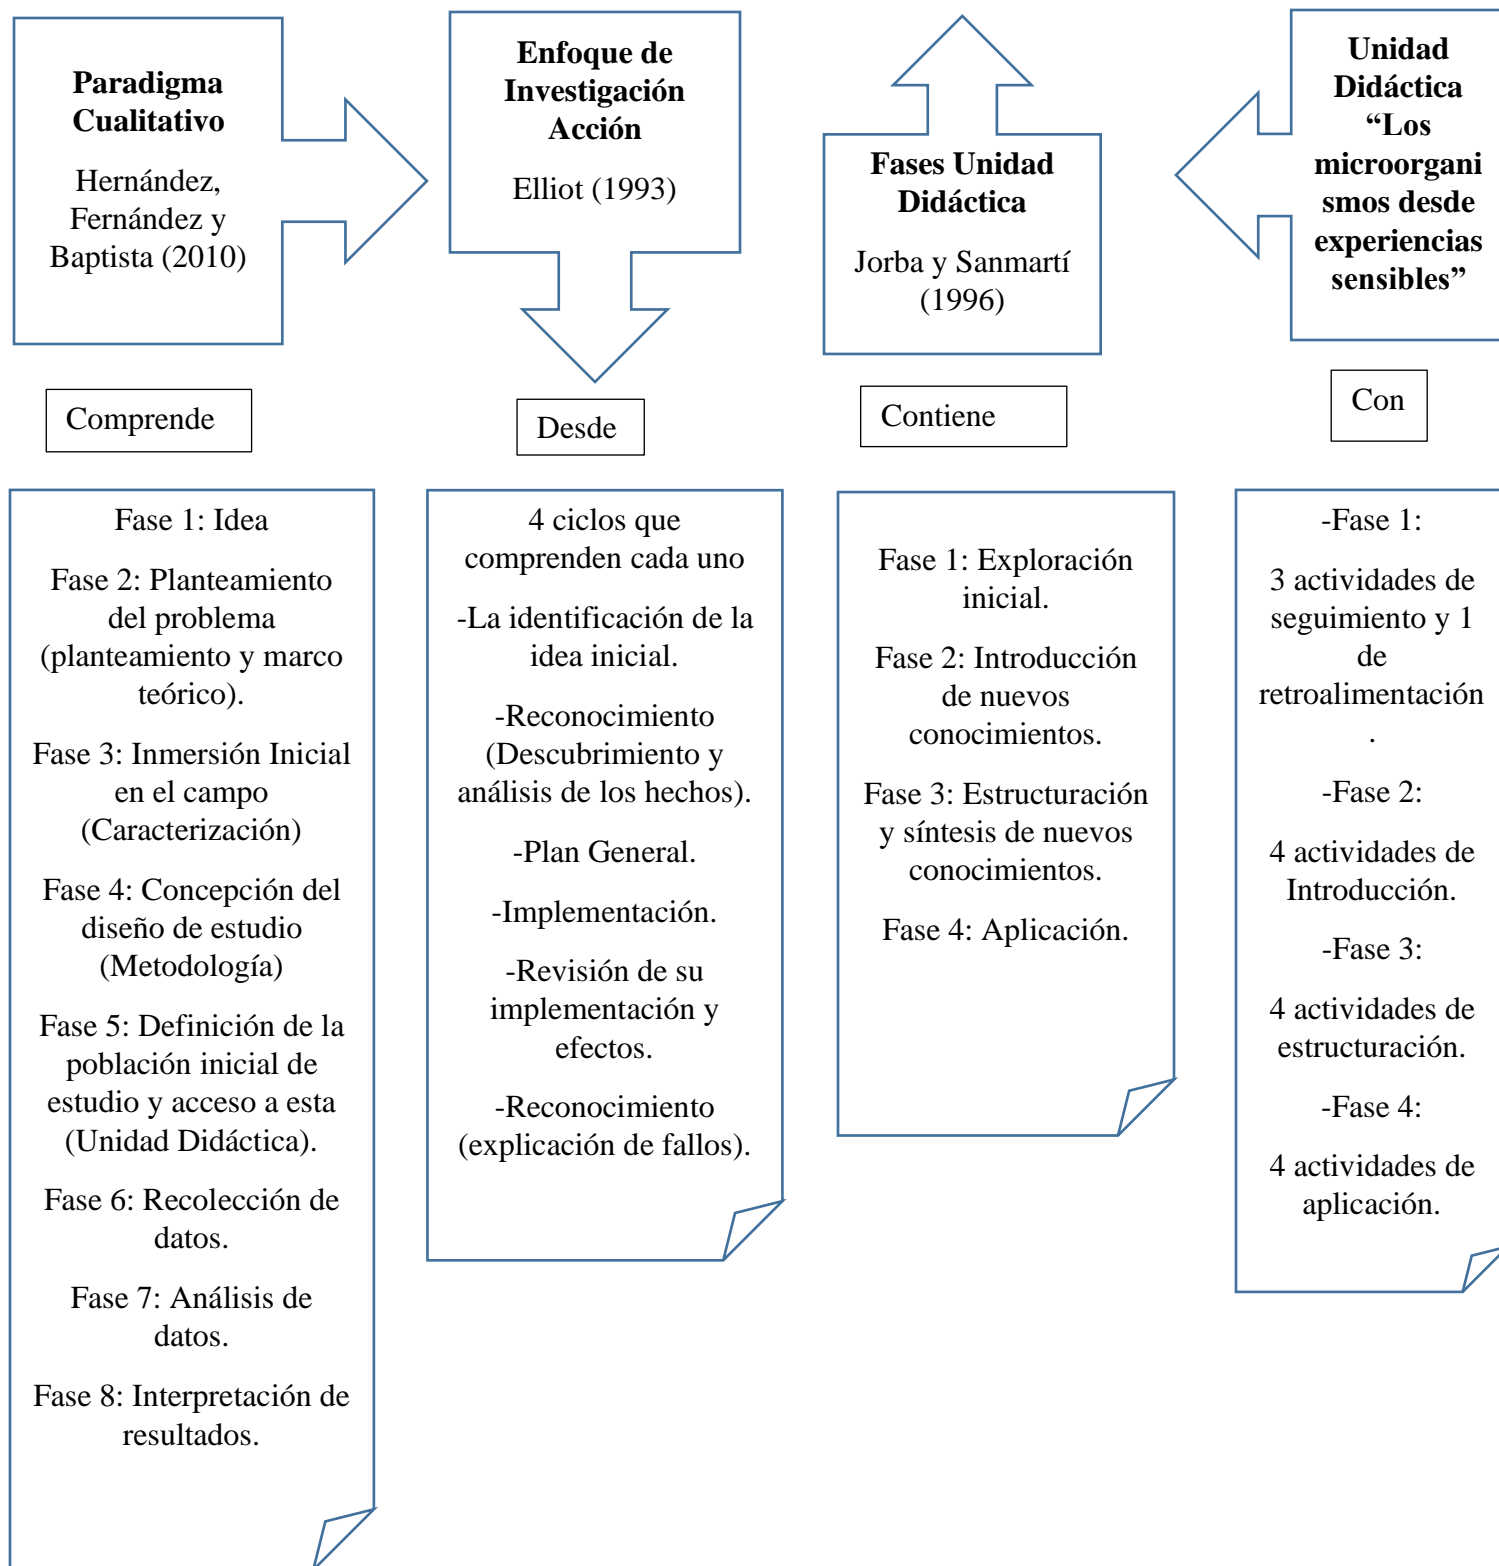 Paradigma
Cualitativo
Hernández,
Fernández y
Baptista (2010)
Enfoque de
Investigación
Acción
Elliot (1993)
Fases Unidad
Didáctica
Jorba y Sanmartí
(1996)
Unidad
Didáctica
“Los
microorgani
smos desde
experiencias
sensibles”
Comprende
Desde
Contiene
Con
Fase 1: Idea
Fase 2: Planteamiento
del problema
(planteamiento y marco
teórico).
Fase 3: Inmersión Inicial
en el campo
(Caracterización)
Fase 4: Concepción del
diseño de estudio
(Metodología)
Fase 5: Definición de la
población inicial de
estudio y acceso a esta
(Unidad Didáctica).
Fase 6: Recolección de
datos.
Fase 7: Análisis de
datos.
Fase 8: Interpretación de
resultados.
4 ciclos que
comprenden cada uno
-La identificación de la
idea inicial.
-Reconocimiento
(Descubrimiento y
análisis de los hechos).
-Plan General.
-Implementación.
-Revisión de su
implementación y
efectos.
-Reconocimiento
(explicación de fallos).
Fase 1: Exploración
inicial.
Fase 2: Introducción
de nuevos
conocimientos.
Fase 3: Estructuración
y síntesis de nuevos
conocimientos.
Fase 4: Aplicación.
-Fase 1:
3 actividades de
seguimiento y 1
de
retroalimentación
.
-Fase 2:
4 actividades de
Introducción.
-Fase 3:
4 actividades de
estructuración.
-Fase 4:
4 actividades de
aplicación.